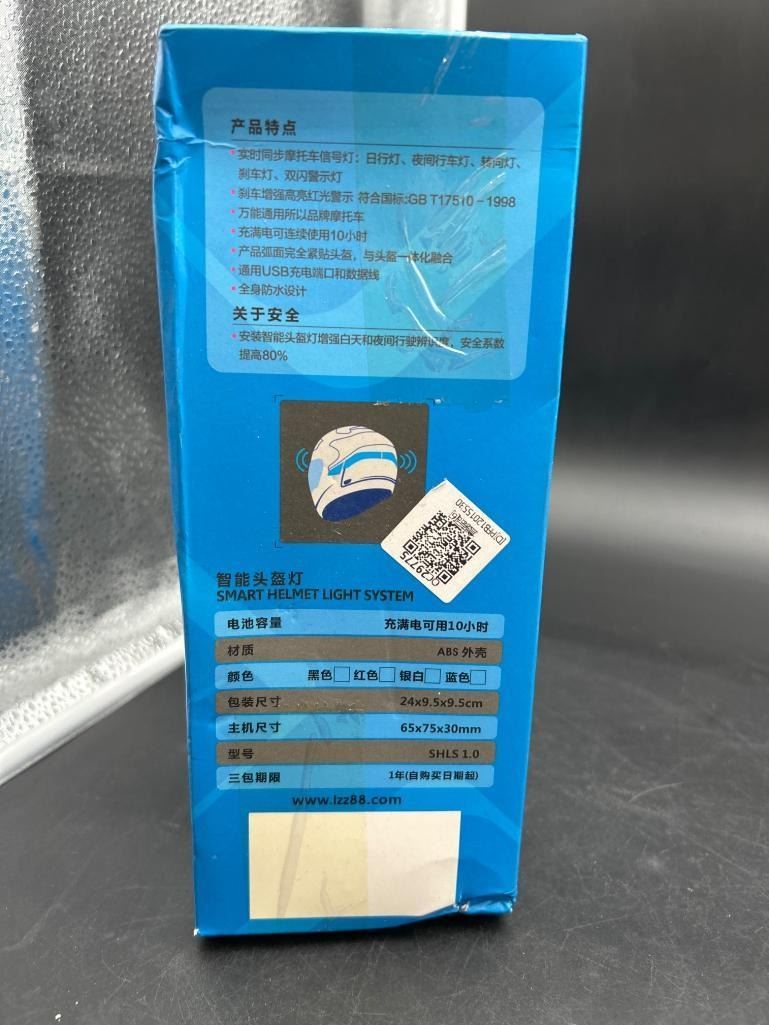 产品特点
实时同步摩托车信号灯：日行灯、夜间行车灯、转向灯、
刹车灯、双闪警示灯
刹车增强高亮红光警示 符合国标:GB T17510-1998
万能通用所以品牌摩托车
充满电可连续使用10小时
产品弧面完全紧贴头盔，与头盔一体化融合
通用USB充电端口和数据线
全身防水设计
关于安全
安装智能头盔灯增强白天和夜间行驶辨识度，安全系数
提高80%
QC29775
智能头盔灯
SMART HELMET LIGHT SYSTEM
电池容量 充满电可用10小时
材质 ABS 外壳
颜色 黑色 红色 银白 蓝色
包装尺寸 24x9.5x9.5cm
主机尺寸 65x75x30mm
型号 SHLS 1.0
三包期限 1年(自购买日期起)
www.lzz88.com